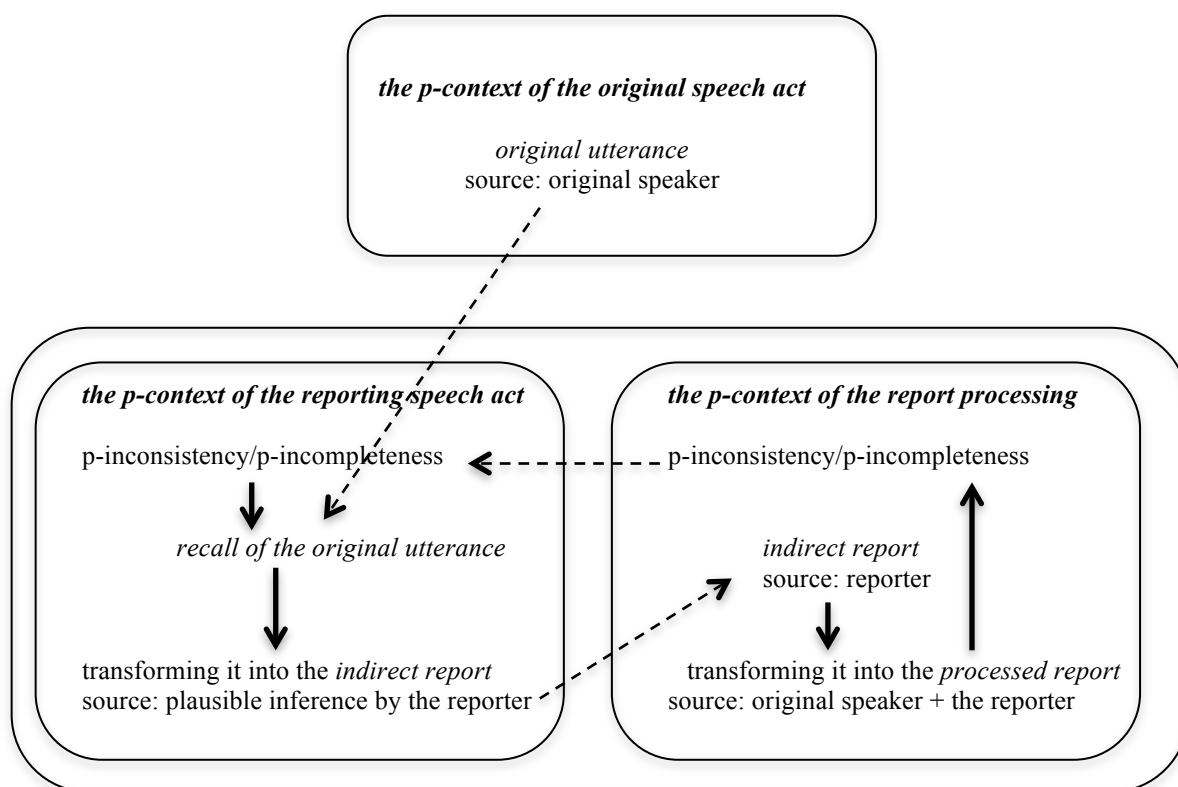 the p-context of the original speech act
original utterance
source: original speaker
the p-context of the reporting speech act
p-inconsistency/p-incompleteness
recall of the original utterance
transforming it into the indirect report
source: plausible inference by the reporter
the p-context of the report processing
p-inconsistency/p-incompleteness
indirect report
source: reporter
transforming it into the processed report
source: original speaker + the reporter